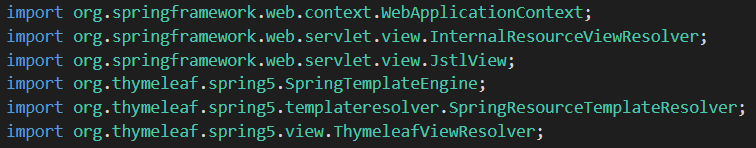 import org.springframework.web.context.WebApplicationContext;
import org.springframework.web.servlet.view.InternalResourceViewResolver;
import org.springframework.web.servlet.view.JstlView;
import org.thymeleaf.spring5.SpringTemplateEngine;
import org.thymeleaf.spring5.templateresolver.SpringResourceTemplateResolver;
import org.thymeleaf.spring5.view.ThymeleafViewResolver;